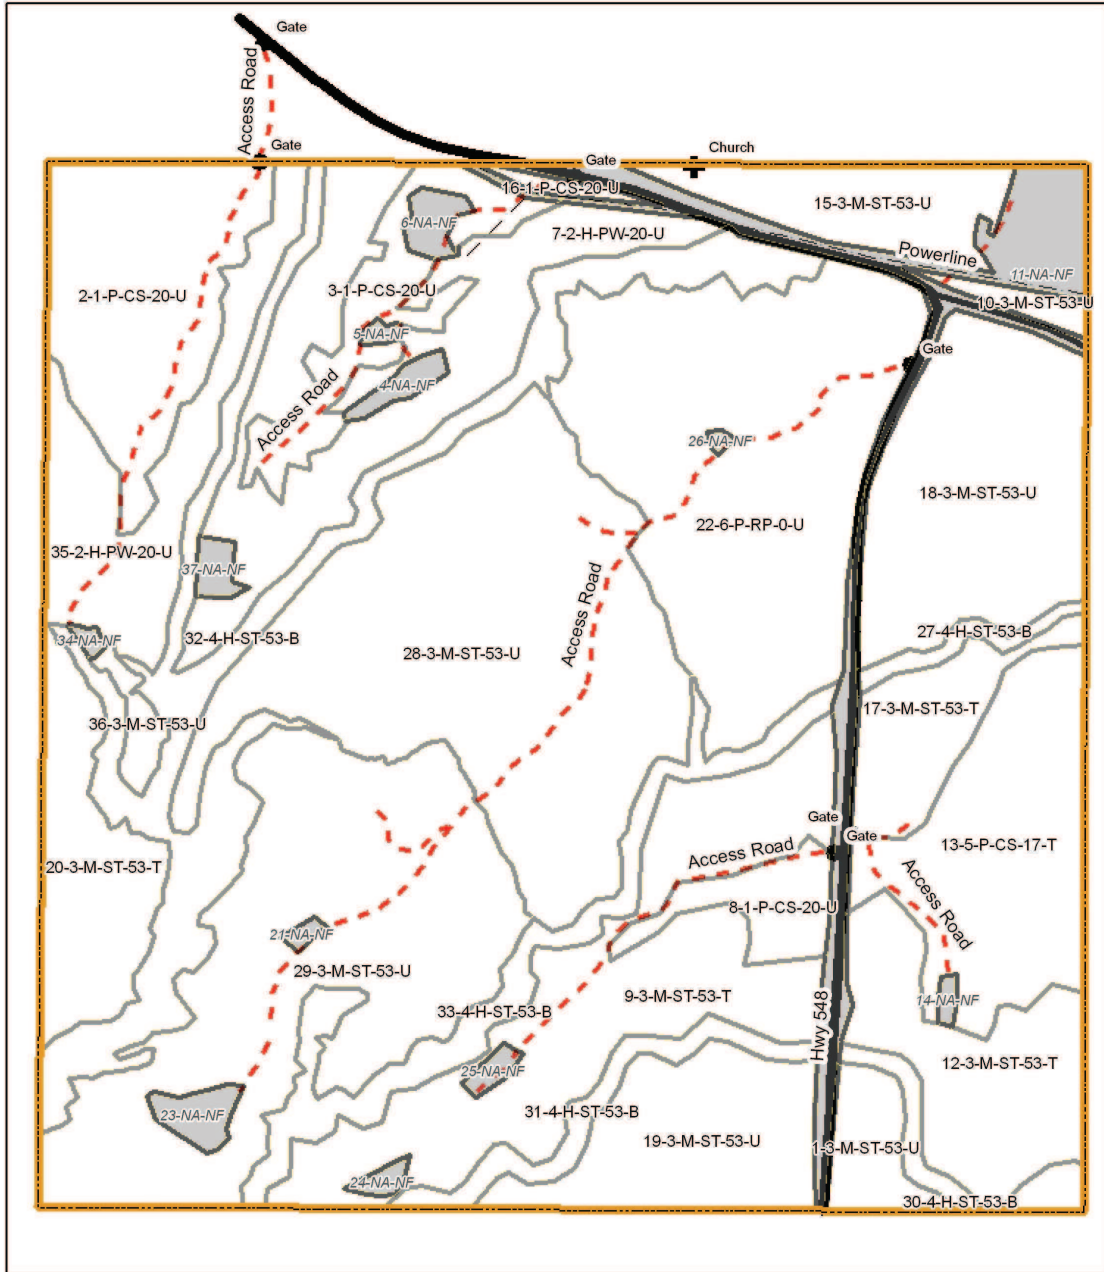 Gate
Access Road
Gate
Gate
Church
16-1-P-CS-20-U
15-3-M-ST-53-U
6-NA-NF
7-2-H-PW-20-U
Powerline
11-NA-NF
2-1-P-CS-20-U
3-1-P-CS-20-U
10-3-M-ST-53-U
5-NA-NF
Gate
4-NA-NF
Access Road
26-NA-NF
18-3-M-ST-53-U
22-6-P-RP-0-U
35-2-H-PW-20-U
37-NA-NF
Access Road
34-NA-NF
32-4-H-ST-53-B
27-4-H-ST-53-B
28-3-M-ST-53-U
36-3-M-ST-53-U
17-3-M-ST-53-T
Gate
Gate
13-5-P-CS-17-T
Access Road
20-3-M-ST-53-T
8-1-P-CS-20-U
Access Road
21-NA-NF
29-3-M-ST-53-U
9-3-M-ST-53-T
14-NA-NF
33-4-H-ST-53-B
Hwy 548
12-3-M-ST-53-T
25-NA-NF
23-NA-NF
31-4-H-ST-53-B
19-3-M-ST-53-U
1-3-M-ST-53-U
24-NA-NF
30-4-H-ST-53-B